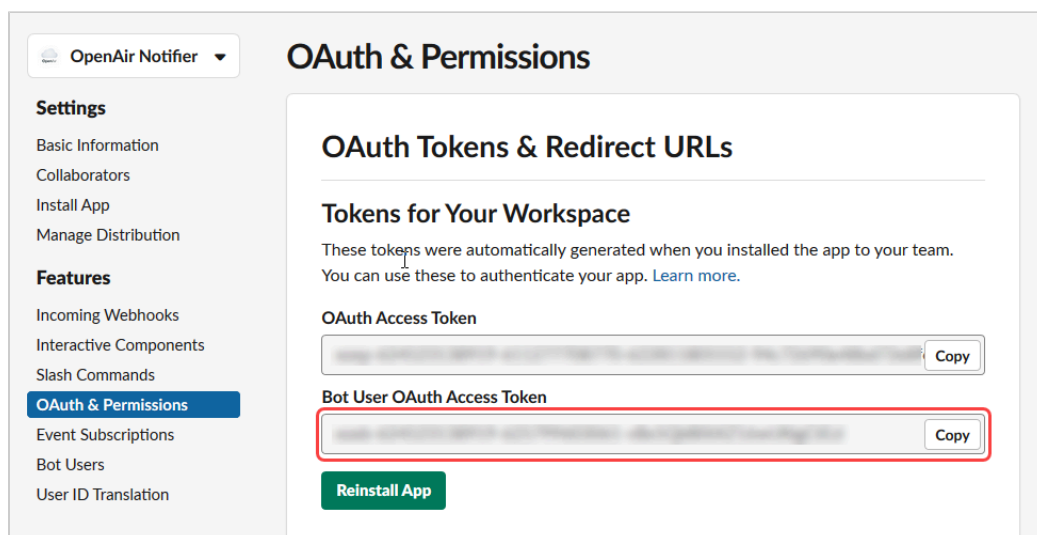 OpenAir Notifier
Settings
Basic Information
Collaborators
Install App
Manage Distribution
Features
Incoming Webhooks
Interactive Components
Slash Commands
OAuth & Permissions
Event Subscriptions
Bot Users
User ID Translation
OAuth & Permissions
OAuth Tokens & Redirect URLs
Tokens for Your Workspace
These tokens were automatically generated when you installed the app to your team.
You can use these to authenticate your app. Learn more.
OAuth Access Token
Copy
Bot User OAuth Access Token
Copy
Reinstall App